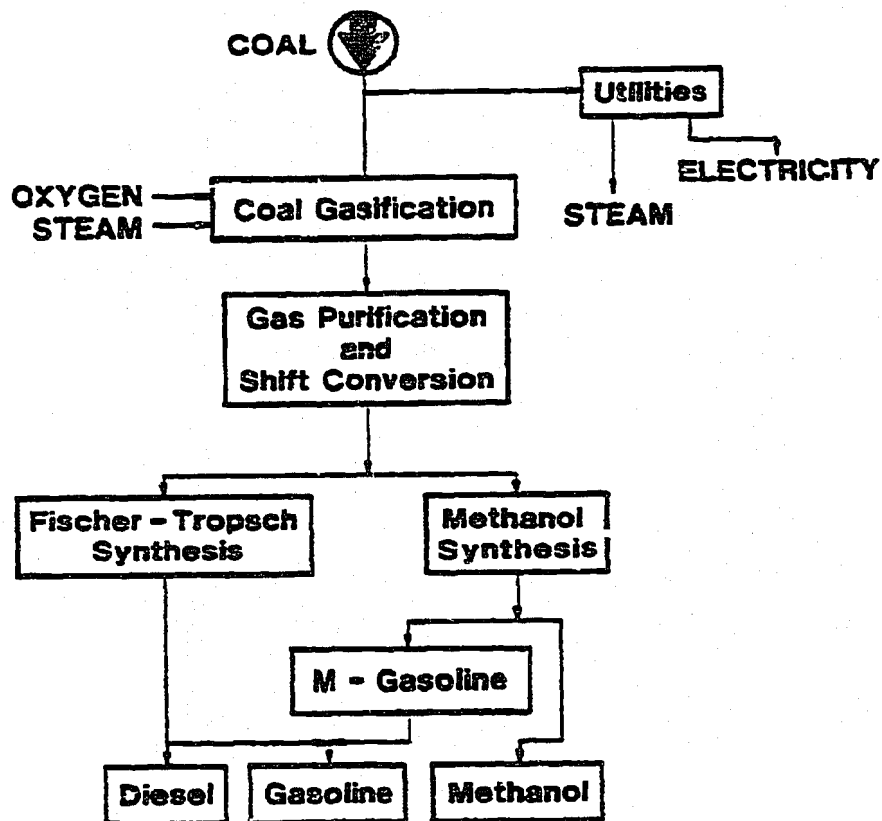 COAL
Utilities
ELECTRICITY
STEAM
OXYGEN
STEAM
Coal Gasification
Gas Purification
and
Shift Conversion
Fischer - Tropsch
Synthesis
Methanol
Synthesis
M - Gasoline
Diesel
Gasoline
Methanol